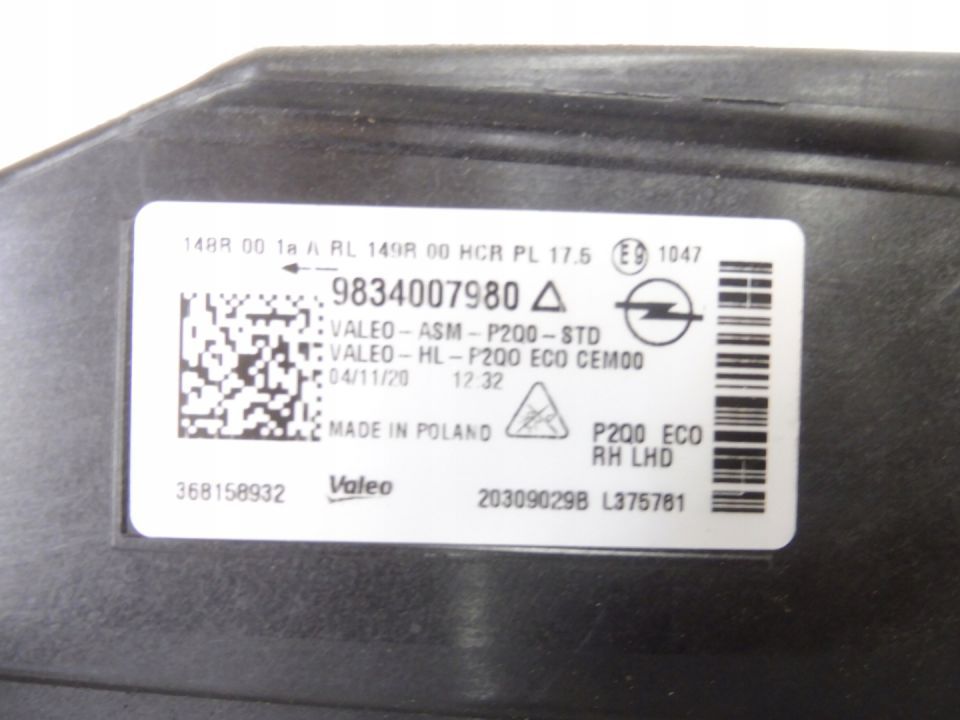 148R 00 1a A RL 149R 00 HCR PL 17.5 E9 1047
9834007980
VALEO-ASM-P2Q0-STD
VALEO-HL-P2QO ECO CEM00
04/11/20 12:32
MADE IN POLAND
P2Q0 ECO
RH LHD
368158932 Valeo 20309029B L375761